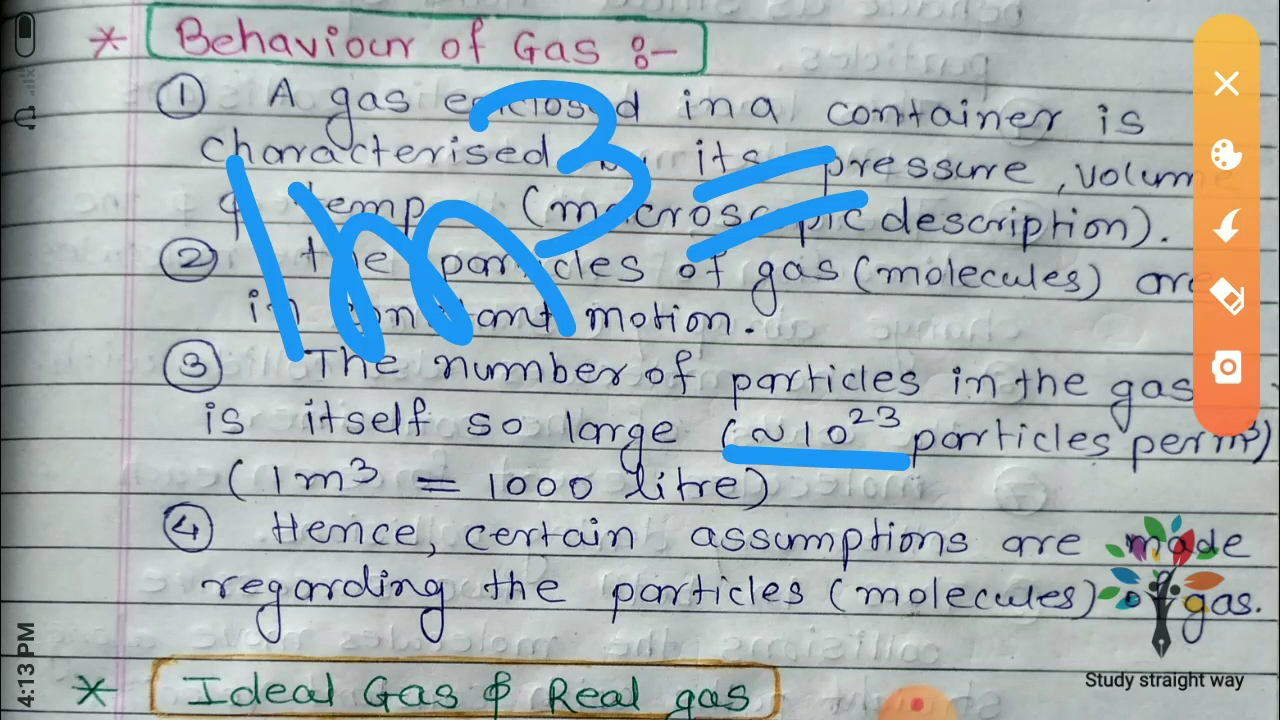 * Behaviour of Gas :-
① A gas enclosed in a container is
characterised by its pressure, volume
& temp (macroscopic description).
② the particles of gas (molecules) are
in constant motion.
1m³ =
③ The number of particles in the gas
is itself so large (~10²³ particles per m³)
(1m³ = 1000 litre)
④ Hence, certain assumptions are made
regarding the particles (molecules) of gas.
* Ideal Gas & Real gas
Study straight way
4:13 PM